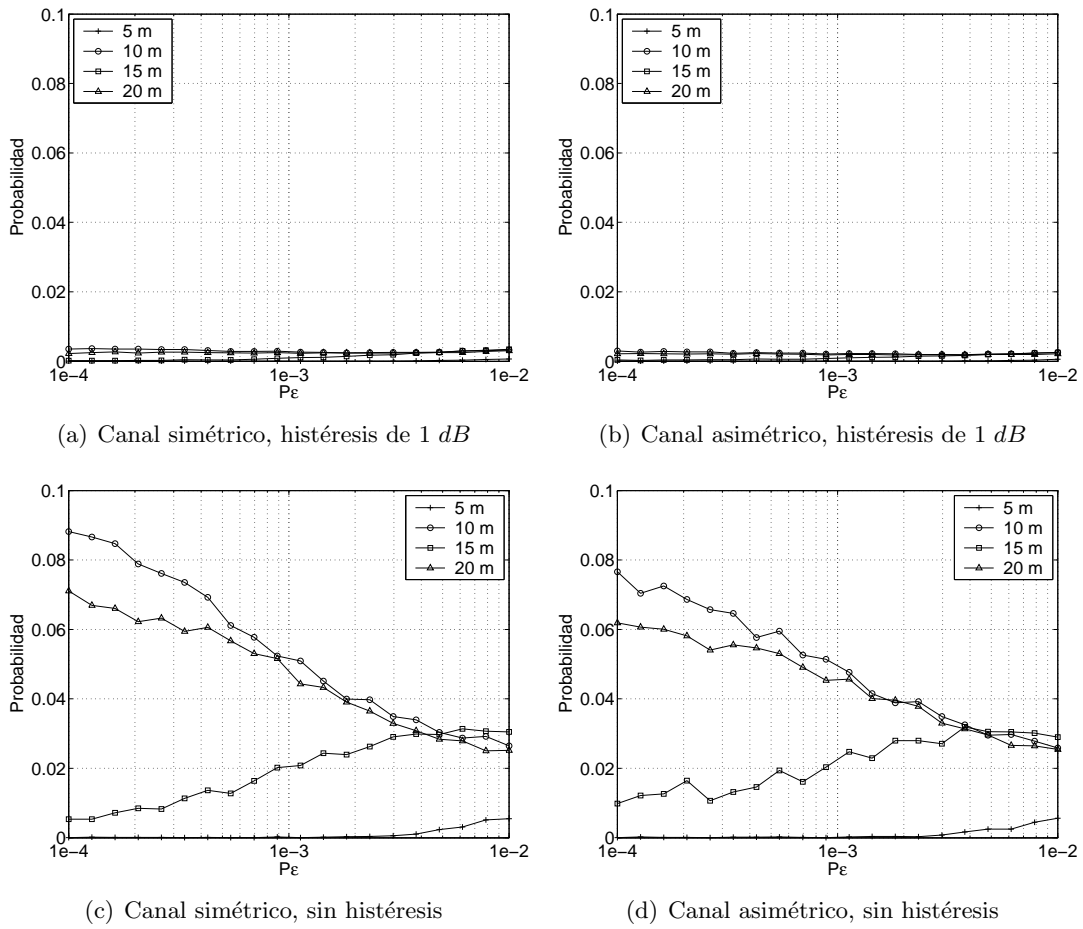 0.1
5 m
10 m
15 m
20 m
0.08
0.06
0.04
0.02
0
Probabilidad
1e-4
1e-3
1e-2
Pε
(a) Canal simétrico, histéresis de 1 dB
0.1
5 m
10 m
15 m
20 m
0.08
0.06
0.04
0.02
0
Probabilidad
1e-4
1e-3
1e-2
Pε
(b) Canal asimétrico, histéresis de 1 dB
0.1
5 m
10 m
15 m
20 m
0.08
0.06
0.04
0.02
0
Probabilidad
1e-4
1e-3
1e-2
Pε
(c) Canal simétrico, sin histéresis
0.1
5 m
10 m
15 m
20 m
0.08
0.06
0.04
0.02
0
Probabilidad
1e-4
1e-3
1e-2
Pε
(d) Canal asimétrico, sin histéresis